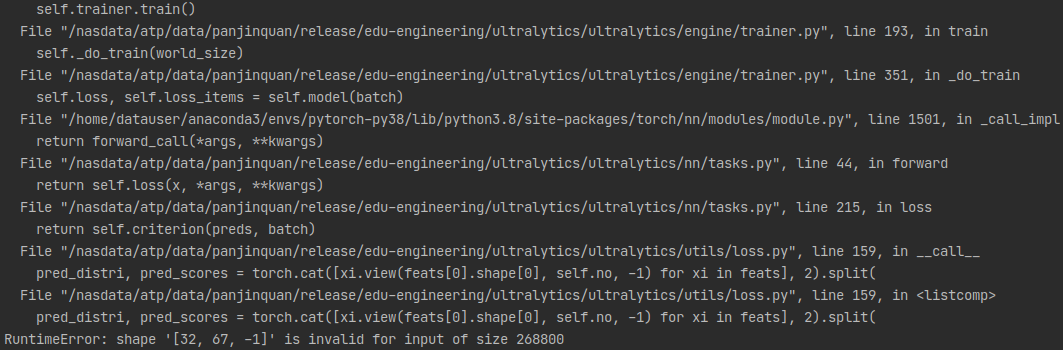 self.trainer.train()
File "/nasdata/atp/data/panjinquan/release/edu-engineering/ultralytics/ultralytics/engine/trainer.py", line 193, in train
self._do_train(world_size)
File "/nasdata/atp/data/panjinquan/release/edu-engineering/ultralytics/ultralytics/engine/trainer.py", line 351, in _do_train
self.loss, self.loss_items = self.model(batch)
File "/home/datauser/anaconda3/envs/pytorch-py38/lib/python3.8/site-packages/torch/nn/modules/module.py", line 1501, in _call_impl
return forward_call(*args, **kwargs)
File "/nasdata/atp/data/panjinquan/release/edu-engineering/ultralytics/ultralytics/nn/tasks.py", line 44, in forward
return self.loss(x, *args, **kwargs)
File "/nasdata/atp/data/panjinquan/release/edu-engineering/ultralytics/ultralytics/nn/tasks.py", line 215, in loss
return self.criterion(preds, batch)
File "/nasdata/atp/data/panjinquan/release/edu-engineering/ultralytics/ultralytics/utils/loss.py", line 159, in __call__
pred_distri, pred_scores = torch.cat([xi.view(feats[0].shape[0], self.no, -1) for xi in feats], 2).split(
File "/nasdata/atp/data/panjinquan/release/edu-engineering/ultralytics/ultralytics/utils/loss.py", line 159, in <listcomp>
pred_distri, pred_scores = torch.cat([xi.view(feats[0].shape[0], self.no, -1) for xi in feats], 2).split(
RuntimeError: shape '[32, 67, -1]' is invalid for input of size 268800